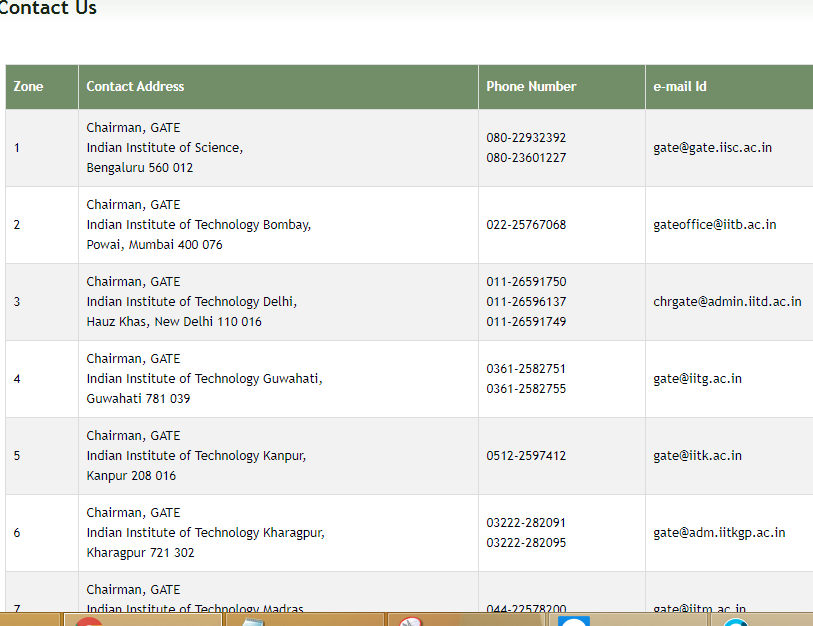 Contact Us
Zone Contact Address Phone Number e-mail Id
1
Chairman, GATE
Indian Institute of Science,
Bengaluru 560 012
080-22932392
080-23601227
gate@gate.iisc.ac.in
2
Chairman, GATE
Indian Institute of Technology Bombay,
Powai, Mumbai 400 076
022-25767068
gateoffice@iitb.ac.in
3
Chairman, GATE
Indian Institute of Technology Delhi,
Hauz Khas, New Delhi 110 016
011-26591750
011-26596137
011-26591749
chrgate@admin.iitd.ac.in
4
Chairman, GATE
Indian Institute of Technology Guwahati,
Guwahati 781 039
0361-2582751
0361-2582755
gate@iitg.ac.in
5
Chairman, GATE
Indian Institute of Technology Kanpur,
Kanpur 208 016
0512-2597412
gate@iitk.ac.in
6
Chairman, GATE
Indian Institute of Technology Kharagpur,
Kharagpur 721 302
03222-282091
03222-282095
gate@adm.iitkgp.ac.in
7
Chairman, GATE
Indian Institute of Technology Madras
044-22578200
gate@iitm.ac.in